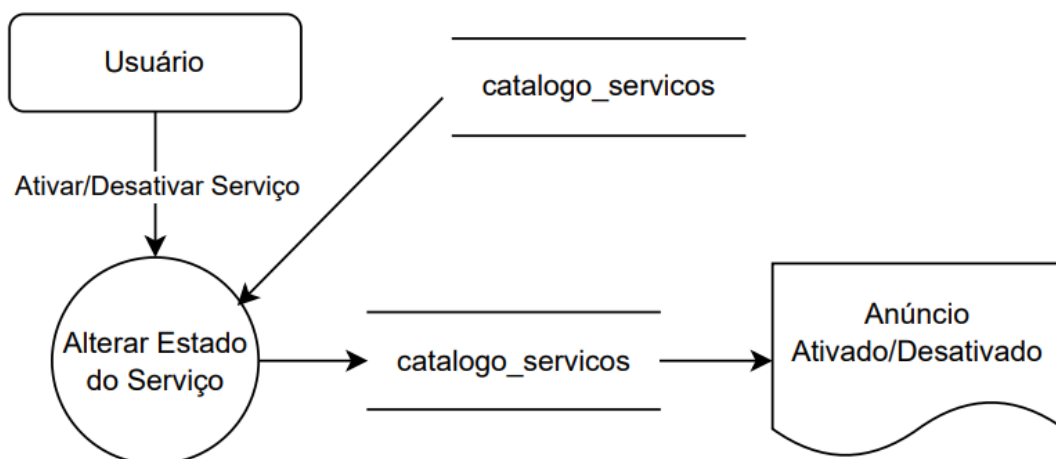 Usuário
catalogo_servicos
Ativar/Desativar Serviço
Alterar Estado
do Serviço
catalogo_servicos
Anúncio
Ativado/Desativado